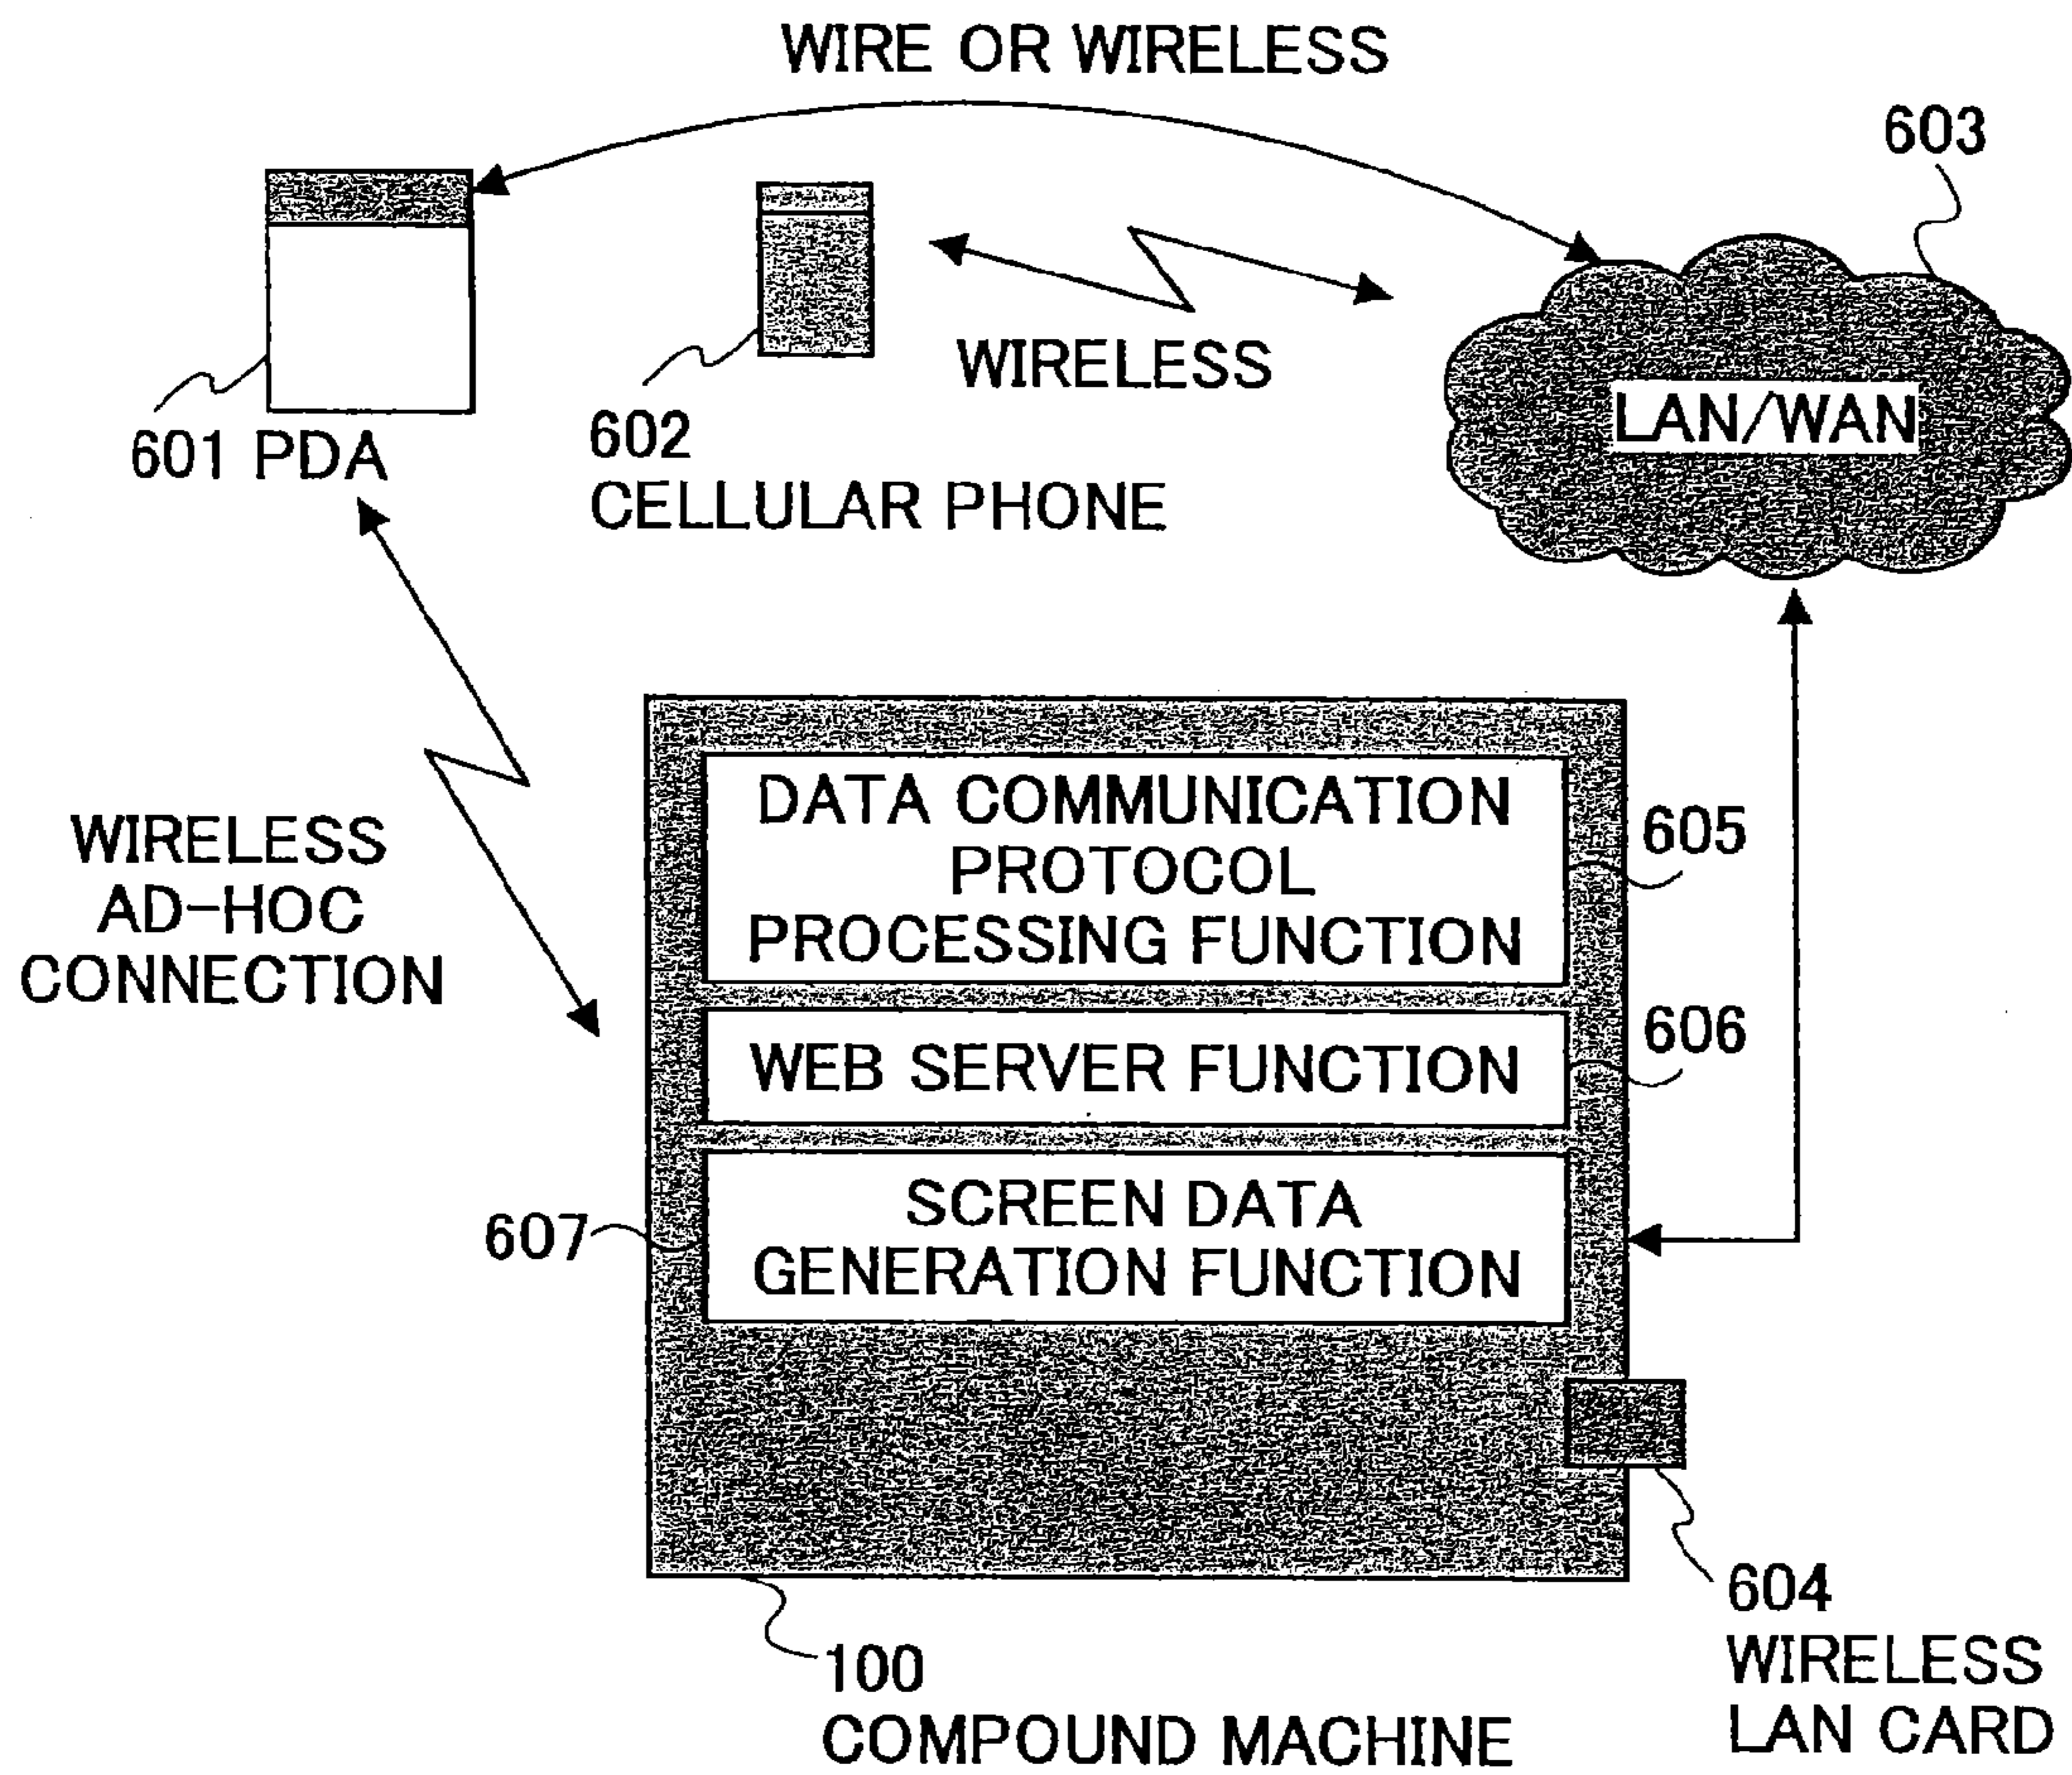 WIRE OR WIRELESS
603
601 PDA
602
CELLULAR PHONE
WIRELESS
LAN/WAN
WIRELESS
AD-HOC
CONNECTION
DATA COMMUNICATION
PROTOCOL
PROCESSING FUNCTION
605
WEB SERVER FUNCTION
606
SCREEN DATA
GENERATION FUNCTION
607
604
WIRELESS
LAN CARD
100
COMPOUND MACHINE